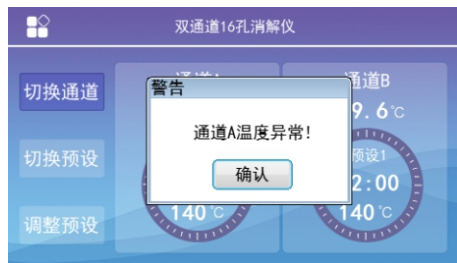 双通道16孔消解仪
切换通道
切换预设
调整预设
警告
通道A温度异常!
确认
140℃
通道B
9.6℃
预设1
2:00
140℃